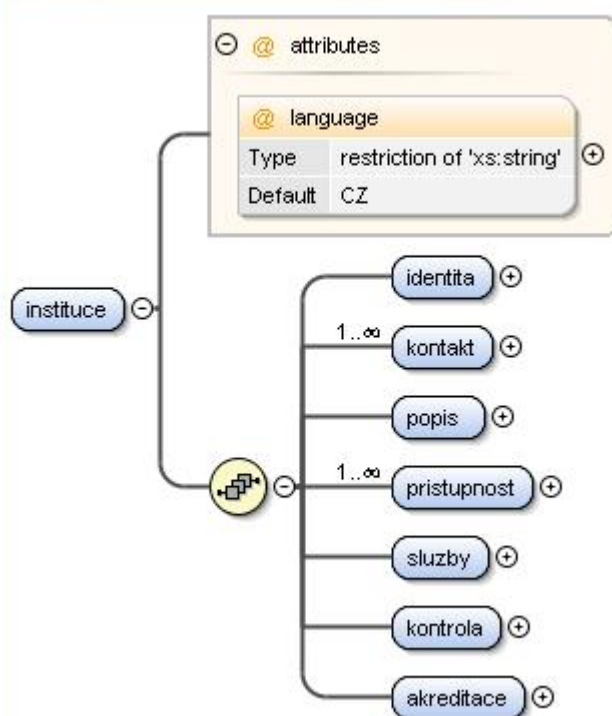 @ attributes
@ language
Type restriction of 'xs:string'
Default CZ
instituce
identita
1..∞
kontakt
popis
1..∞
pristupnost
sluzby
kontrola
akreditace